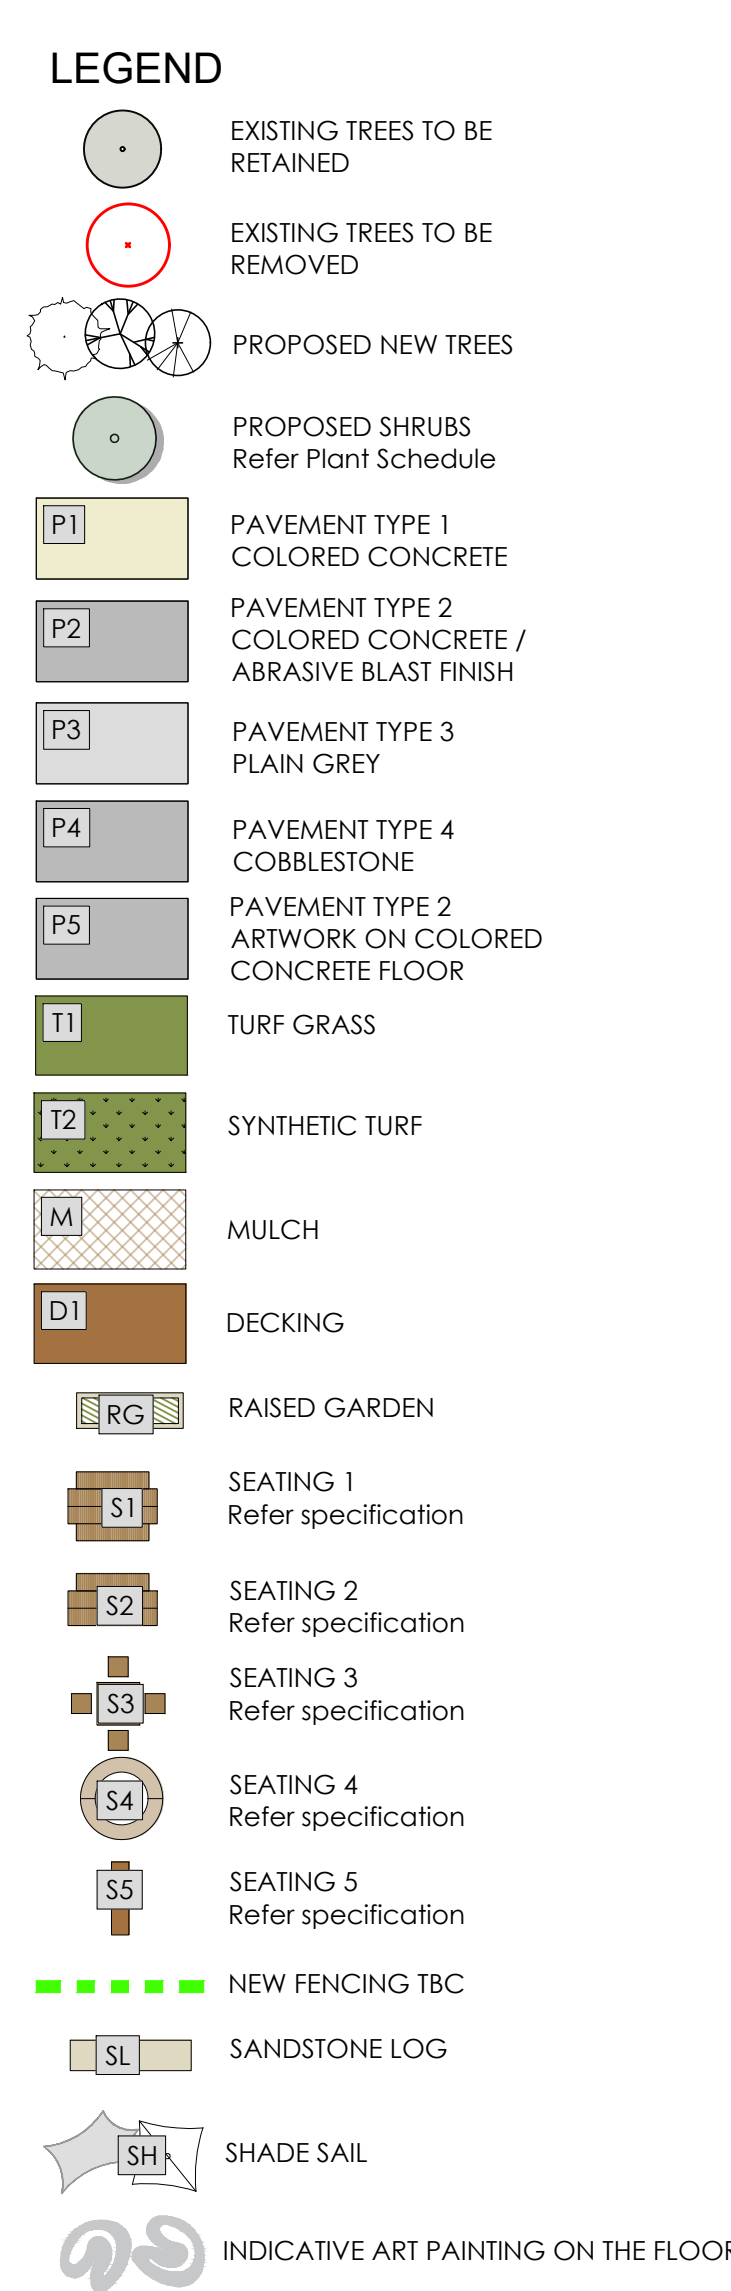 LEGEND
EXISTING TREES TO BE
RETAINED
EXISTING TREES TO BE
REMOVED
PROPOSED NEW TREES
PROPOSED SHRUBS
Refer Plant Schedule
P1
PAVEMENT TYPE 1
COLORED CONCRETE
P2
PAVEMENT TYPE 2
COLORED CONCRETE /
ABRASIVE BLAST FINISH
P3
PAVEMENT TYPE 3
PLAIN GREY
P4
PAVEMENT TYPE 4
COBBLESTONE
P5
PAVEMENT TYPE 2
ARTWORK ON COLORED
CONCRETE FLOOR
T1
TURF GRASS
T2
SYNTHETIC TURF
M
MULCH
D1
DECKING
RG
RAISED GARDEN
S1
SEATING 1
Refer specification
S2
SEATING 2
Refer specification
S3
SEATING 3
Refer specification
S4
SEATING 4
Refer specification
S5
SEATING 5
Refer specification
NEW FENCING TBC
SL
SANDSTONE LOG
SH
SHADE SAIL
INDICATIVE ART PAINTING ON THE FLOOR